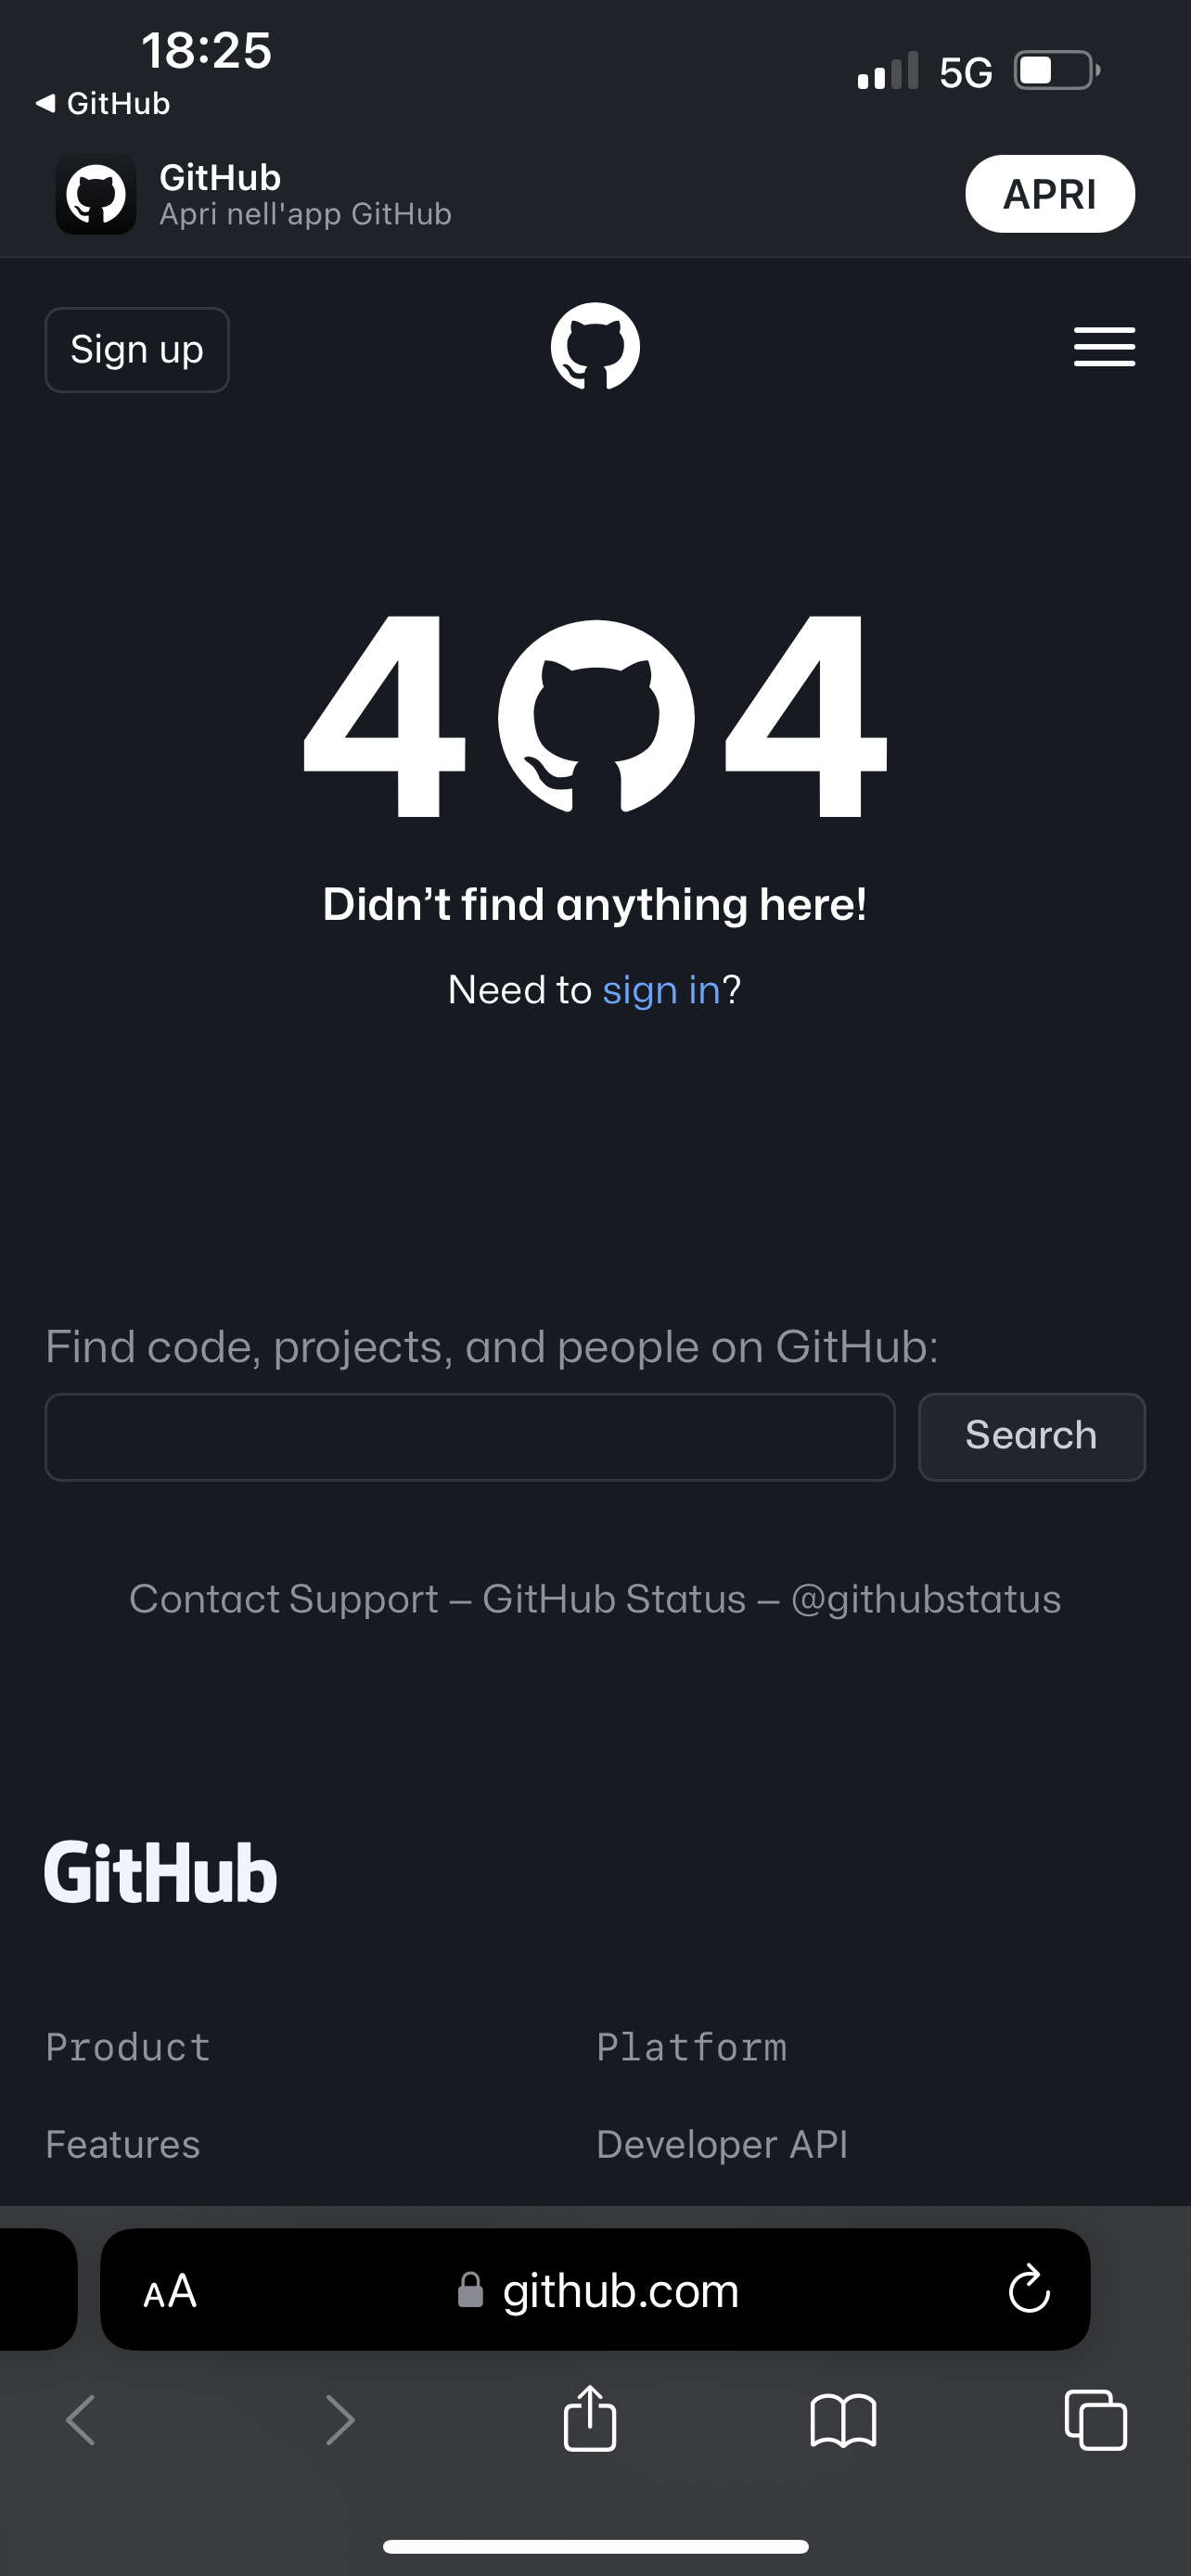 18:25
5G
GitHub
GitHub
Apri nell'app GitHub
APRI
Sign up
404
Didn’t find anything here!
Need to sign in?
Find code, projects, and people on GitHub:
Search
Contact Support — GitHub Status — @githubstatus
GitHub
Product
Platform
Features
Developer API
AA
github.com